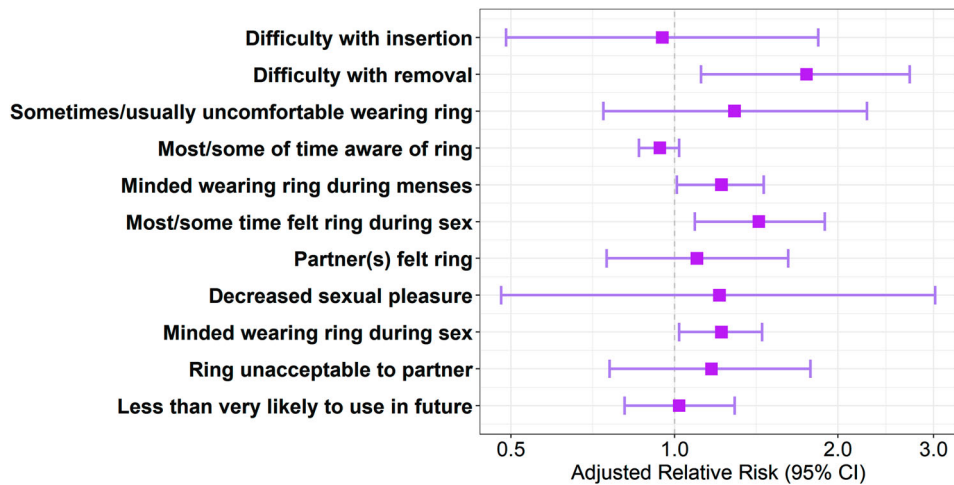 Difficulty with insertion
Difficulty with removal
Sometimes/usually uncomfortable wearing ring
Most/some of time aware of ring
Minded wearing ring during menses
Most/some time felt ring during sex
Partner(s) felt ring
Decreased sexual pleasure
Minded wearing ring during sex
Ring unacceptable to partner
Less than very likely to use in future
0.5 1.0 2.0 3.0
Adjusted Relative Risk (95% CI)